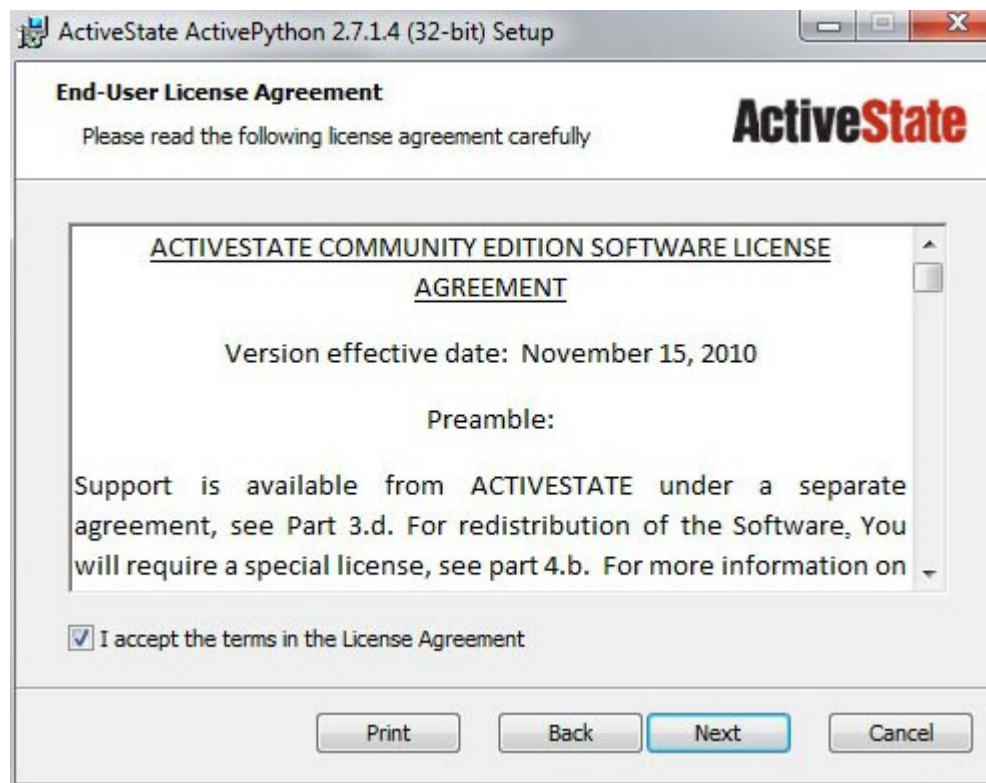 ActiveState ActivePython 2.7.1.4 (32-bit) Setup
End-User License Agreement
Please read the following license agreement carefully
ActiveState
ACTIVESTATE COMMUNITY EDITION SOFTWARE LICENSE
AGREEMENT
Version effective date: November 15, 2010
Preamble:
Support is available from ACTIVESTATE under a separate
agreement, see Part 3.d. For redistribution of the Software, You
will require a special license, see part 4.b. For more information on
I accept the terms in the License Agreement
Print Back Next Cancel